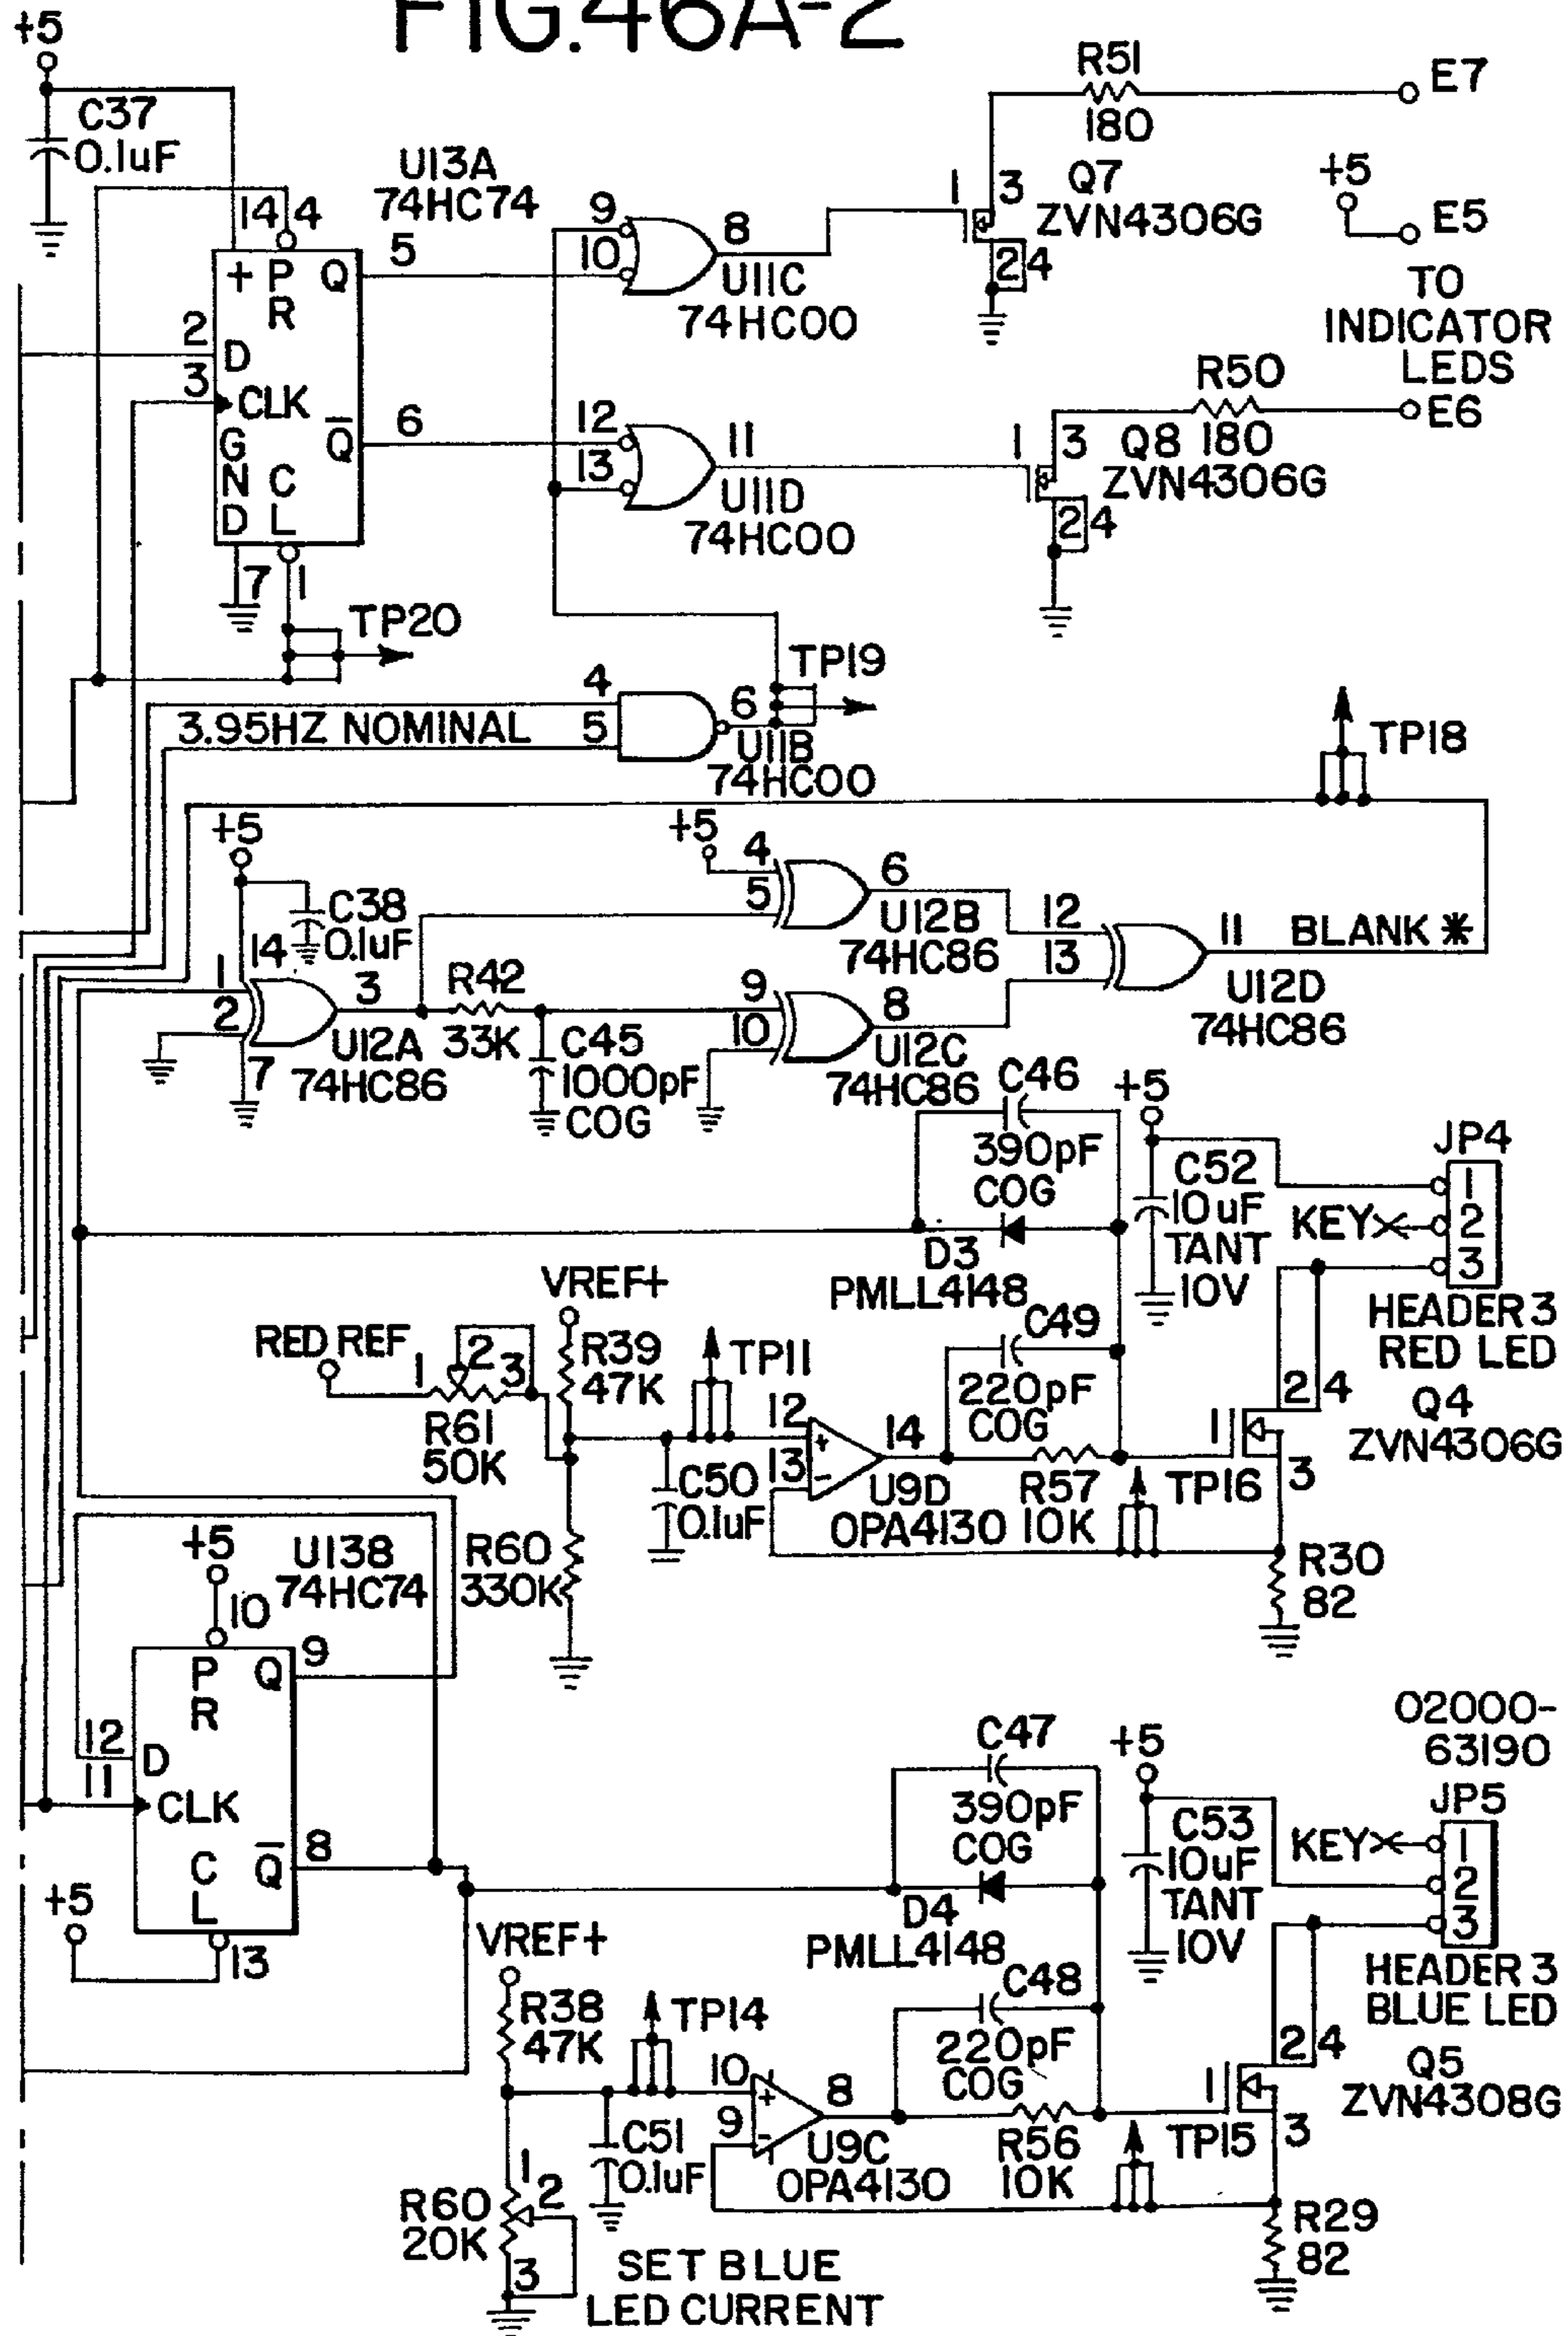 FIG.46A-2
+5
C37
0.1uF
U13A
74HC74
14
4
+
P
R
Q
5
2
D
3
CLK
G
N
D
C
L
Q̅
6
7
1
TP20
9
10
8
U11C
74HC00
12
13
11
U11D
74HC00
R51
180
E7
1
3
Q7
ZVN4306G
2
4
+5
E5
TO
INDICATOR
LEDS
R50
180
E6
1
3
Q8
ZVN4306G
2
4
TP19
4
5
6
3.95HZ NOMINAL
U11B
74HC00
TP18
+5
C38
0.1uF
14
1
2
3
7
U12A
74HC86
R42
33K
C45
1000pF
COG
+5
4
5
6
U12B
74HC86
9
10
8
U12C
74HC86
12
13
11
BLANK *
U12D
74HC86
C46
390pF
COG
D3
PMLL4148
+5
C52
10uF
TANT
10V
JP4
1
KEY
2
3
HEADER 3
RED LED
VREF+
RED REF
1
2
3
R61
50K
R39
47K
TP11
C50
0.1uF
12
13
14
U9D
OPA4130
C49
220pF
COG
R57
10K
TP16
1
2
4
3
Q4
ZVN4306G
R60
330K
R30
82
+5
U138
74HC74
10
P
R
Q
9
12
D
11
CLK
C
L
Q̅
8
+5
13
02000-
63190
C47
390pF
COG
D4
PMLL4148
+5
C53
10uF
TANT
10V
JP5
KEY
1
2
3
HEADER 3
BLUE LED
VREF+
R38
47K
TP14
C51
0.1uF
10
9
8
U9C
OPA4130
C48
220pF
COG
R56
10K
TP15
1
2
4
3
Q5
ZVN4308G
R60
20K
1
2
3
SET BLUE
LED CURRENT
R29
82